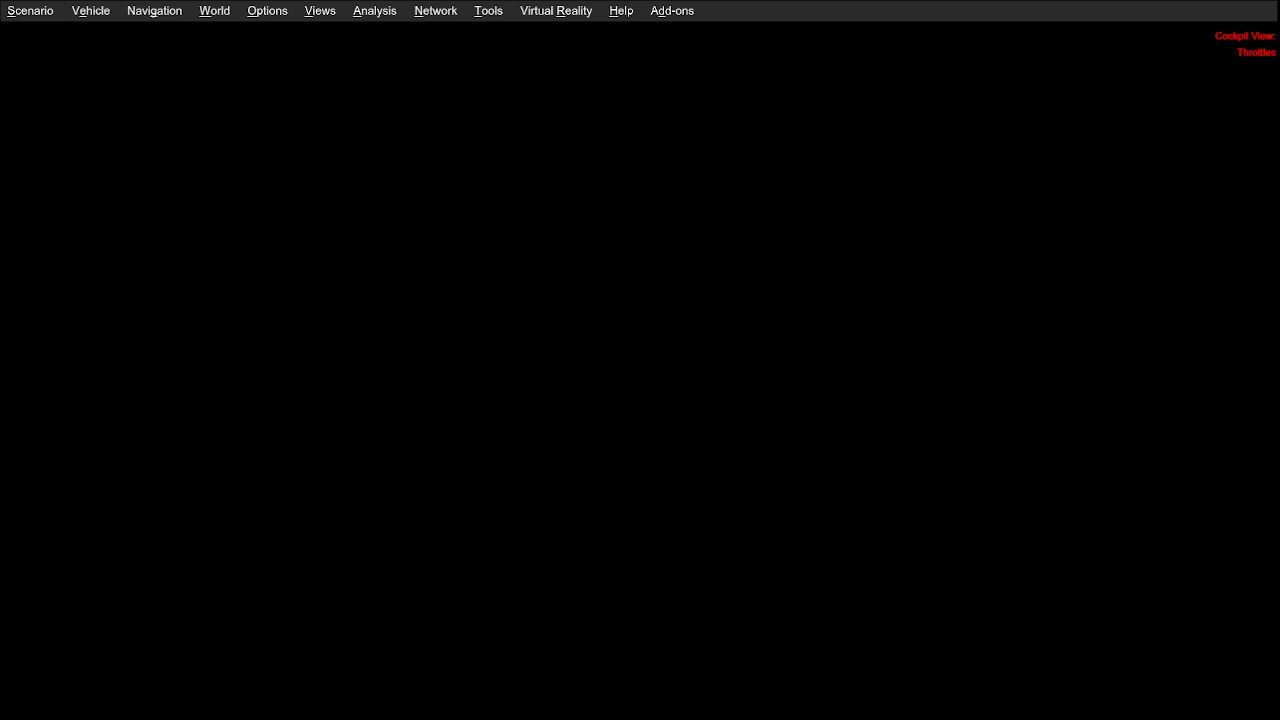 Scenario Vehicle Navigation World Options Views Analysis Network Tools Virtual Reality Help Add-ons
Cockpit View:
Throttles